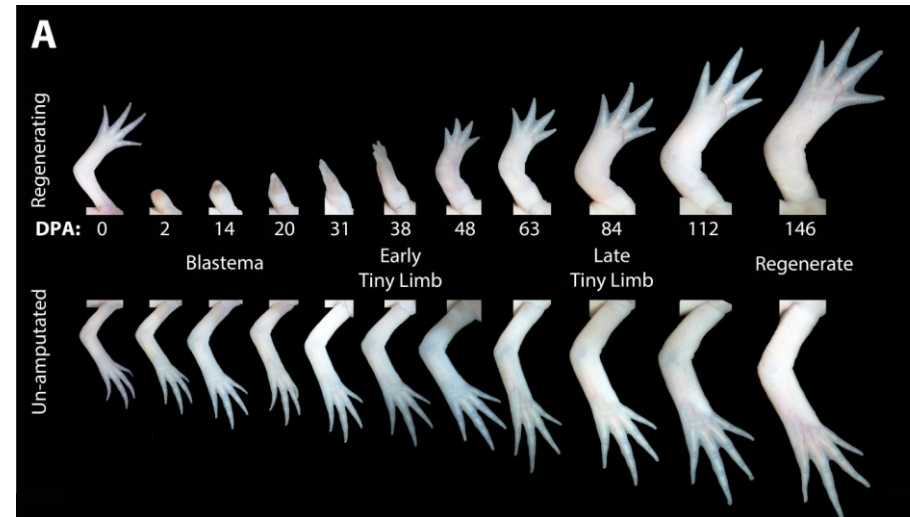 A
Regenerating
DPA: 0 2 14 20 31 38 48 63 84 112 146
Blastema
Early
Tiny Limb
Late
Tiny Limb
Regenerate
Un-amputated